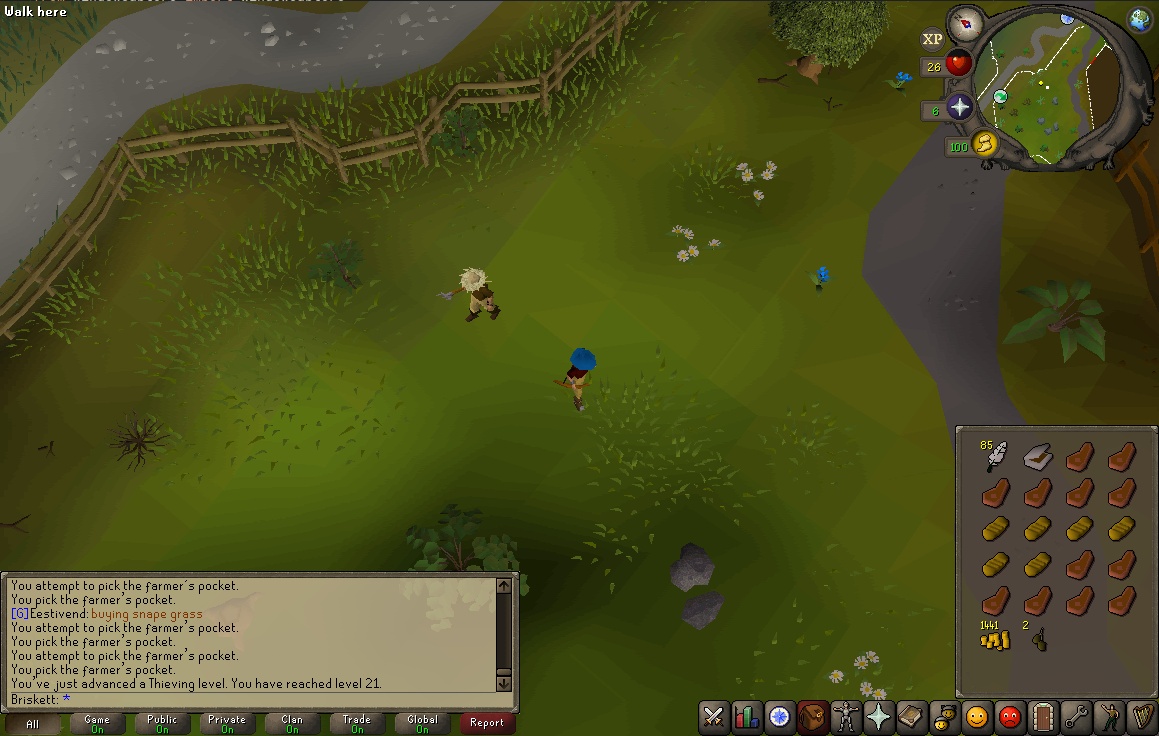 Walk here
XP
26
6
100
85
1441
2
You attempt to pick the farmer's pocket.
You pick the farmer's pocket.
[G]Eestivend: buying snape grass
You attempt to pick the farmer's pocket.
You pick the farmer's pocket.
You attempt to pick the farmer's pocket.
You pick the farmer's pocket.
You've just advanced a Thieving level. You have reached level 21.
Briskett: *
All
Game
On
Public
On
Private
On
Clan
On
Trade
On
Global
On
Report